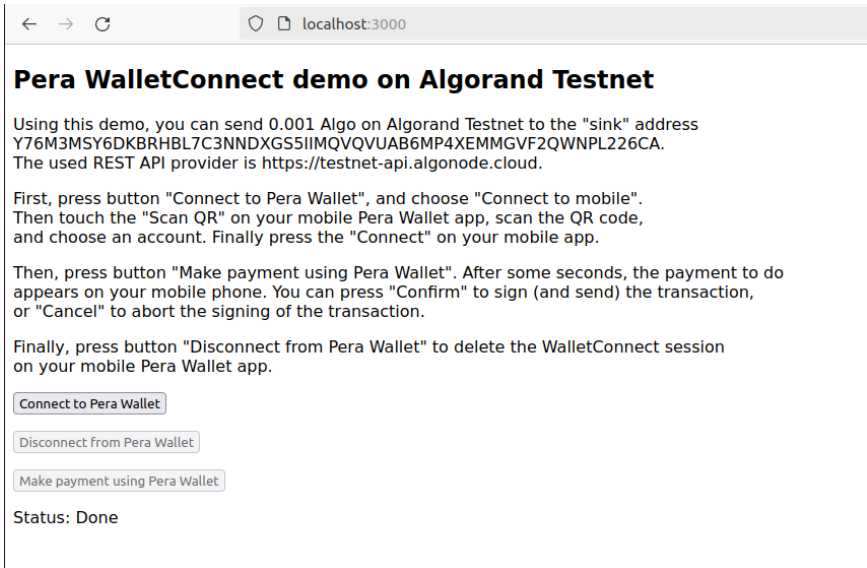 localhost:3000
Pera WalletConnect demo on Algorand Testnet
Using this demo, you can send 0.001 Algo on Algorand Testnet to the "sink" address
Y76M3MSY6DKBRHBL7C3NNDXGS5IIMQVQVUAB6MP4XEMMGVF2QWNPL226CA.
The used REST API provider is https://testnet-api.algonode.cloud.
First, press button "Connect to Pera Wallet", and choose "Connect to mobile".
Then touch the "Scan QR" on your mobile Pera Wallet app, scan the QR code,
and choose an account. Finally press the "Connect" on your mobile app.
Then, press button "Make payment using Pera Wallet". After some seconds, the payment to do
appears on your mobile phone. You can press "Confirm" to sign (and send) the transaction,
or "Cancel" to abort the signing of the transaction.
Finally, press button "Disconnect from Pera Wallet" to delete the WalletConnect session
on your mobile Pera Wallet app.
Connect to Pera Wallet
Disconnect from Pera Wallet
Make payment using Pera Wallet
Status: Done